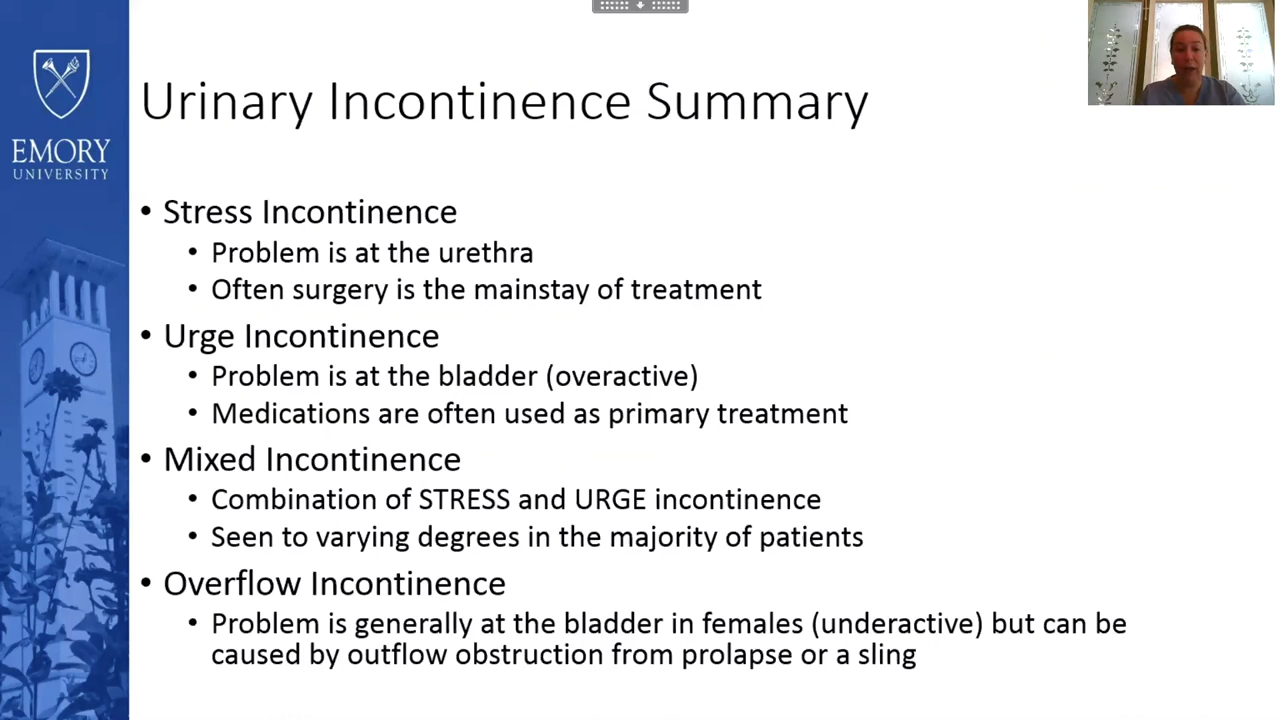 EMORY
UNIVERSITY
Urinary Incontinence Summary
• Stress Incontinence
• Problem is at the urethra
• Often surgery is the mainstay of treatment
• Urge Incontinence
• Problem is at the bladder (overactive)
• Medications are often used as primary treatment
• Mixed Incontinence
• Combination of STRESS and URGE incontinence
• Seen to varying degrees in the majority of patients
• Overflow Incontinence
• Problem is generally at the bladder in females (underactive) but can be
caused by outflow obstruction from prolapse or a sling